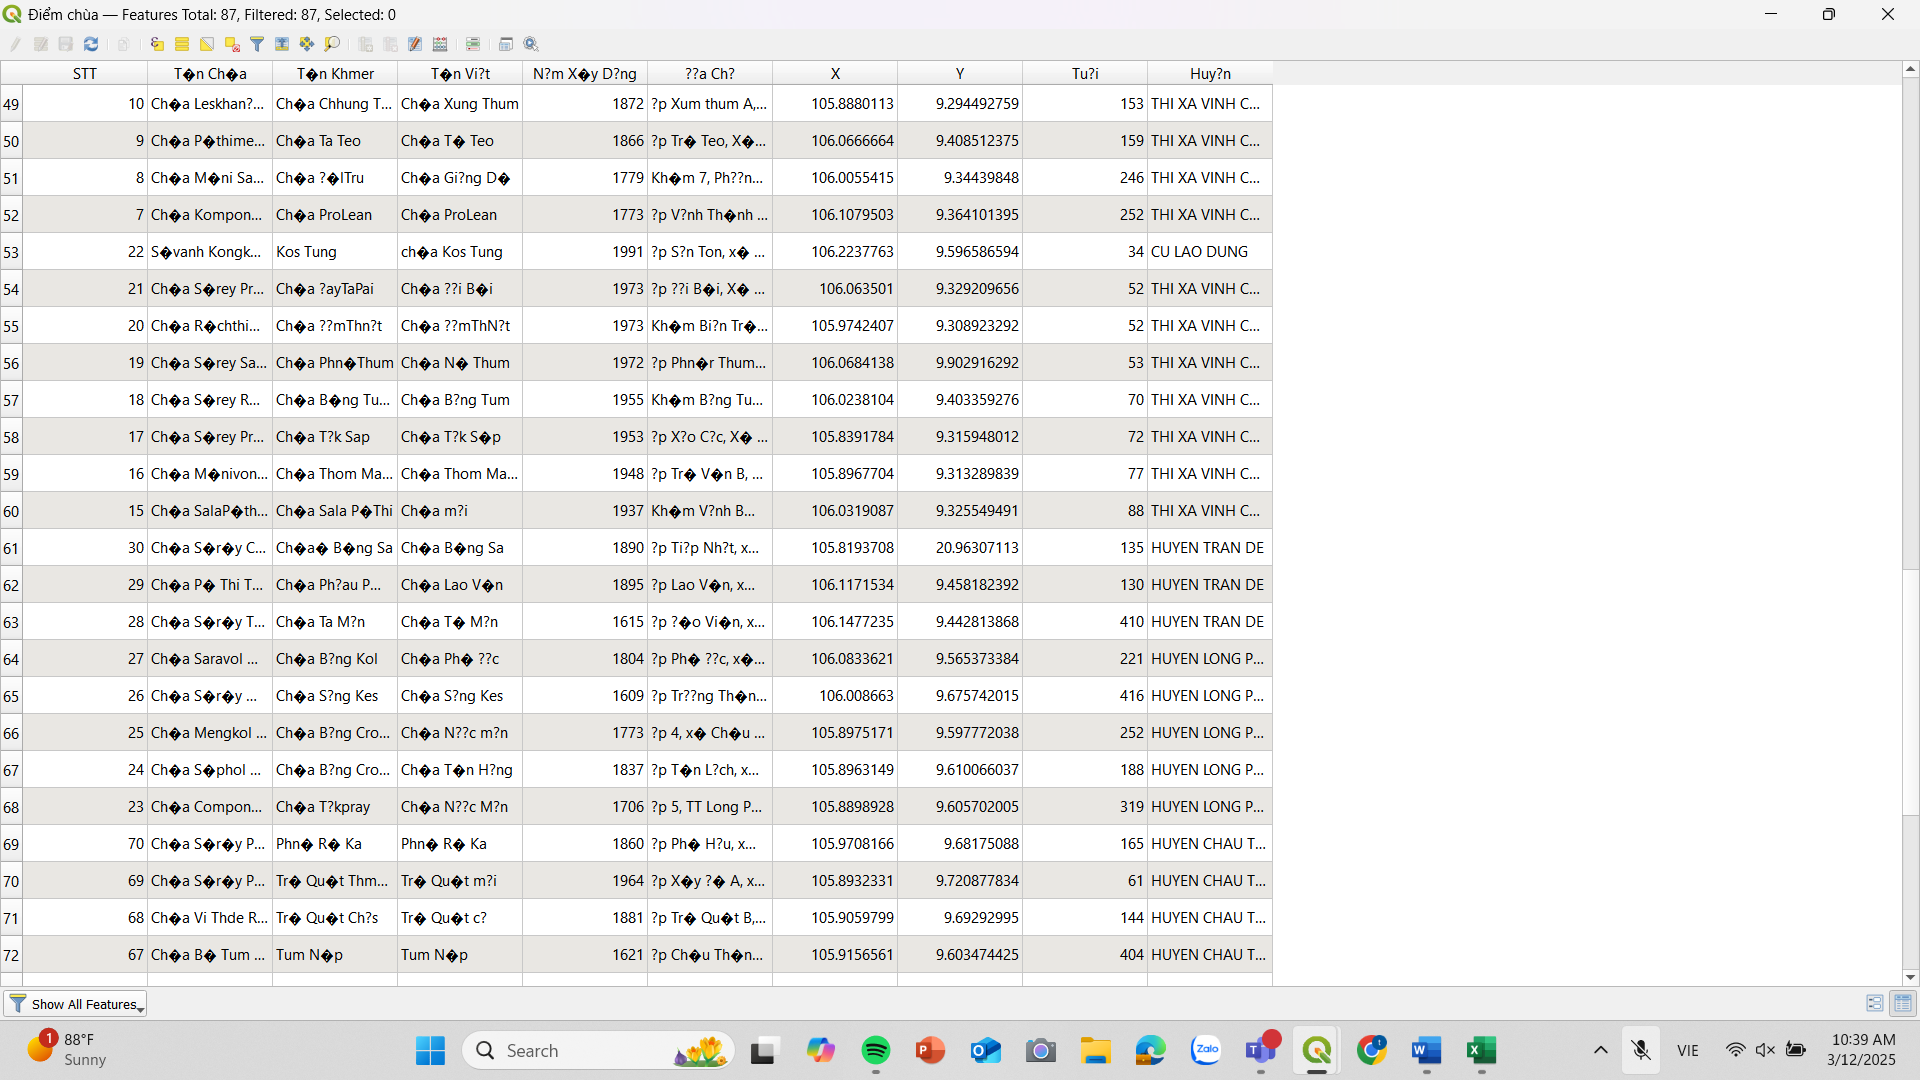 Điểm chùa — Features Total: 87, Filtered: 87, Selected: 0
STT T�n Ch�a T�n Khmer T�n Vi?t N?m X�y D?ng ??a Ch? X Y Tu?i Huy?n
49 10 Ch�a Leskhan?... Ch�a Chhung T... Ch�a Xung Thum 1872 ?p Xum thum A,... 105.8880113 9.294492759 153 THI XA VINH C...
50 9 Ch�a P�thime... Ch�a Ta Teo Ch�a T� Teo 1866 ?p Tr� Teo, X�... 106.0666664 9.408512375 159 THI XA VINH C...
51 8 Ch�a M�ni Sa... Ch�a ?�lTru Ch�a Gi?ng D� 1779 Kh�m 7, Ph??n... 106.0055415 9.34439848 246 THI XA VINH C...
52 7 Ch�a Kompon... Ch�a ProLean Ch�a ProLean 1773 ?p V?nh Th�nh ... 106.1079503 9.364101395 252 THI XA VINH C...
53 22 S�vanh Kongk... Kos Tung ch�a Kos Tung 1991 ?p S?n Ton, x� ... 106.2237763 9.596586594 34 CU LAO DUNG
54 21 Ch�a S�rey Pr... Ch�a ?ayTaPai Ch�a ??i B�i 1973 ?p ??i B�i, X� ... 106.063501 9.329209656 52 THI XA VINH C...
55 20 Ch�a R�chthi... Ch�a ??mThn?t Ch�a ??mThN?t 1973 Kh�m Bi?n Tr�... 105.9742407 9.308923292 52 THI XA VINH C...
56 19 Ch�a S�rey Sa... Ch�a Phn�Thum Ch�a N� Thum 1972 ?p Phn�r Thum... 106.0684138 9.902916292 53 THI XA VINH C...
57 18 Ch�a S�rey R... Ch�a B�ng Tu... Ch�a B?ng Tum 1955 Kh�m B?ng Tu... 106.0238104 9.403359276 70 THI XA VINH C...
58 17 Ch�a S�rey Pr... Ch�a T?k Sap Ch�a T?k S�p 1953 ?p X?o C?c, X� ... 105.8391784 9.315948012 72 THI XA VINH C...
59 16 Ch�a M�nivon... Ch�a Thom Ma... Ch�a Thom Ma... 1948 ?p Tr� V�n B, ... 105.8967704 9.313289839 77 THI XA VINH C...
60 15 Ch�a SalaP�th... Ch�a Sala P�Thi Ch�a m?i 1937 Kh�m V?nh B... 106.0319087 9.325549491 88 THI XA VINH C...
61 30 Ch�a S�r�y C... Ch�a� B�ng Sa Ch�a B�ng Sa 1890 ?p Ti?p Nh?t, x... 105.8193708 20.96307113 135 HUYEN TRAN DE
62 29 Ch�a P� Thi T... Ch�a Ph?au P... Ch�a Lao V�n 1895 ?p Lao V�n, x... 106.1171534 9.458182392 130 HUYEN TRAN DE
63 28 Ch�a S�r�y T... Ch�a Ta M?n Ch�a T� M?n 1615 ?p ?�o Vi�n, x... 106.1477235 9.442813868 410 HUYEN TRAN DE
64 27 Ch�a Saravol ... Ch�a B?ng Kol Ch�a Ph� ??c 1804 ?p Ph� ??c, x�... 106.0833621 9.565373384 221 HUYEN LONG P...
65 26 Ch�a S�r�y ... Ch�a S?ng Kes Ch�a S?ng Kes 1609 ?p Tr??ng Th�n... 106.008663 9.675742015 416 HUYEN LONG P...
66 25 Ch�a Mengkol ... Ch�a B?ng Cro... Ch�a N??c m?n 1773 ?p 4, x� Ch�u ... 105.8975171 9.597772038 252 HUYEN LONG P...
67 24 Ch�a S�phol ... Ch�a B?ng Cro... Ch�a T�n H?ng 1837 ?p T�n L?ch, x... 105.8963149 9.610066037 188 HUYEN LONG P...
68 23 Ch�a Compon... Ch�a T?kpray Ch�a N??c M?n 1706 ?p 5, TT Long P... 105.8898928 9.605702005 319 HUYEN LONG P...
69 70 Ch�a S�r�y P... Phn� R� Ka Phn� R� Ka 1860 ?p Ph� H?u, x... 105.9708166 9.68175088 165 HUYEN CHAU T...
70 69 Ch�a S�r�y P... Tr� Qu�t Thm... Tr� Qu�t m?i 1964 ?p X�y ?� A, x... 105.8932331 9.720877834 61 HUYEN CHAU T...
71 68 Ch�a Vi Thde R... Tr� Qu�t Ch?s Tr� Qu�t c? 1881 ?p Tr� Qu�t B,... 105.9059799 9.69292995 144 HUYEN CHAU T...
72 67 Ch�a B� Tum ... Tum N�p Tum N�p 1621 ?p Ch�u Th�n... 105.9156561 9.603474425 404 HUYEN CHAU T...
Show All Features
1 88°F
Sunny
Search
Zalo
VIE
10:39 AM
3/12/2025